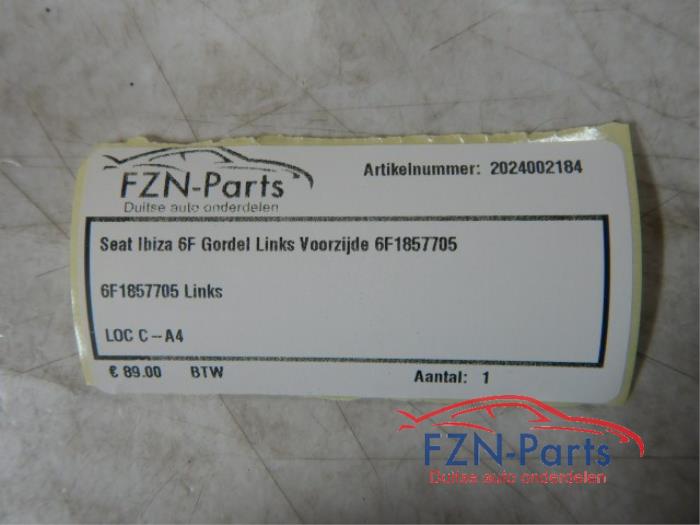 FZN-Parts
Duitse auto onderdelen
Artikelnummer: 2024002184
Seat Ibiza 6F Gordel Links Voorzijde 6F1857705
6F1857705 Links
LOC C--A4
€ 89.00 BTW
Aantal: 1
FZN-Parts
Duitse auto onderdelen